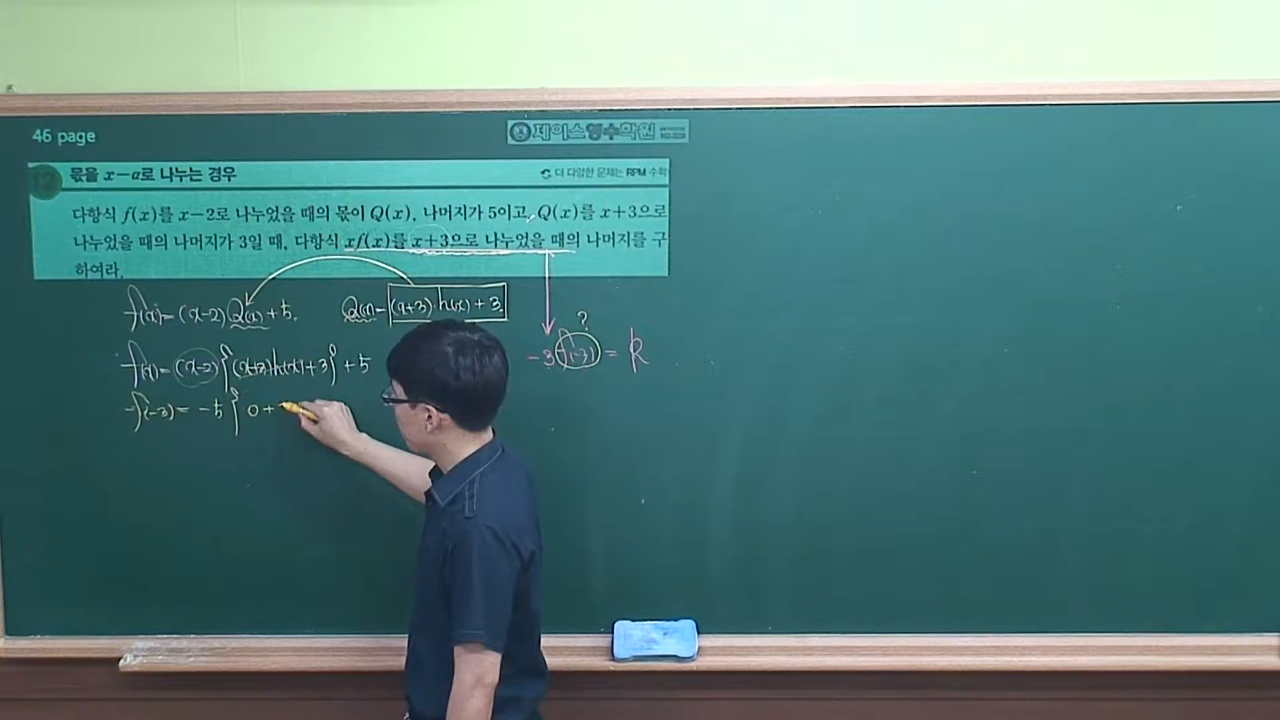 46 page
제이스영수학원
12 몫을 x-a로 나누는 경우
더 다양한 문제는 RPM 수학
다항식 f(x)를 x-2로 나누었을 때의 몫이 Q(x), 나머지가 5이고, Q(x)를 x+3으로
나누었을 때의 나머지가 3일 때, 다항식 xf(x)를 x+3으로 나누었을 때의 나머지를 구
하여라.
f(x)=(x-2)Q(x)+5. Q(x)=(x+3)·h(x)+3.
?
-3f(-3)=R
f(x)=(x-2){(x+3)h(x)+3}+5
f(-3)=-5{0+